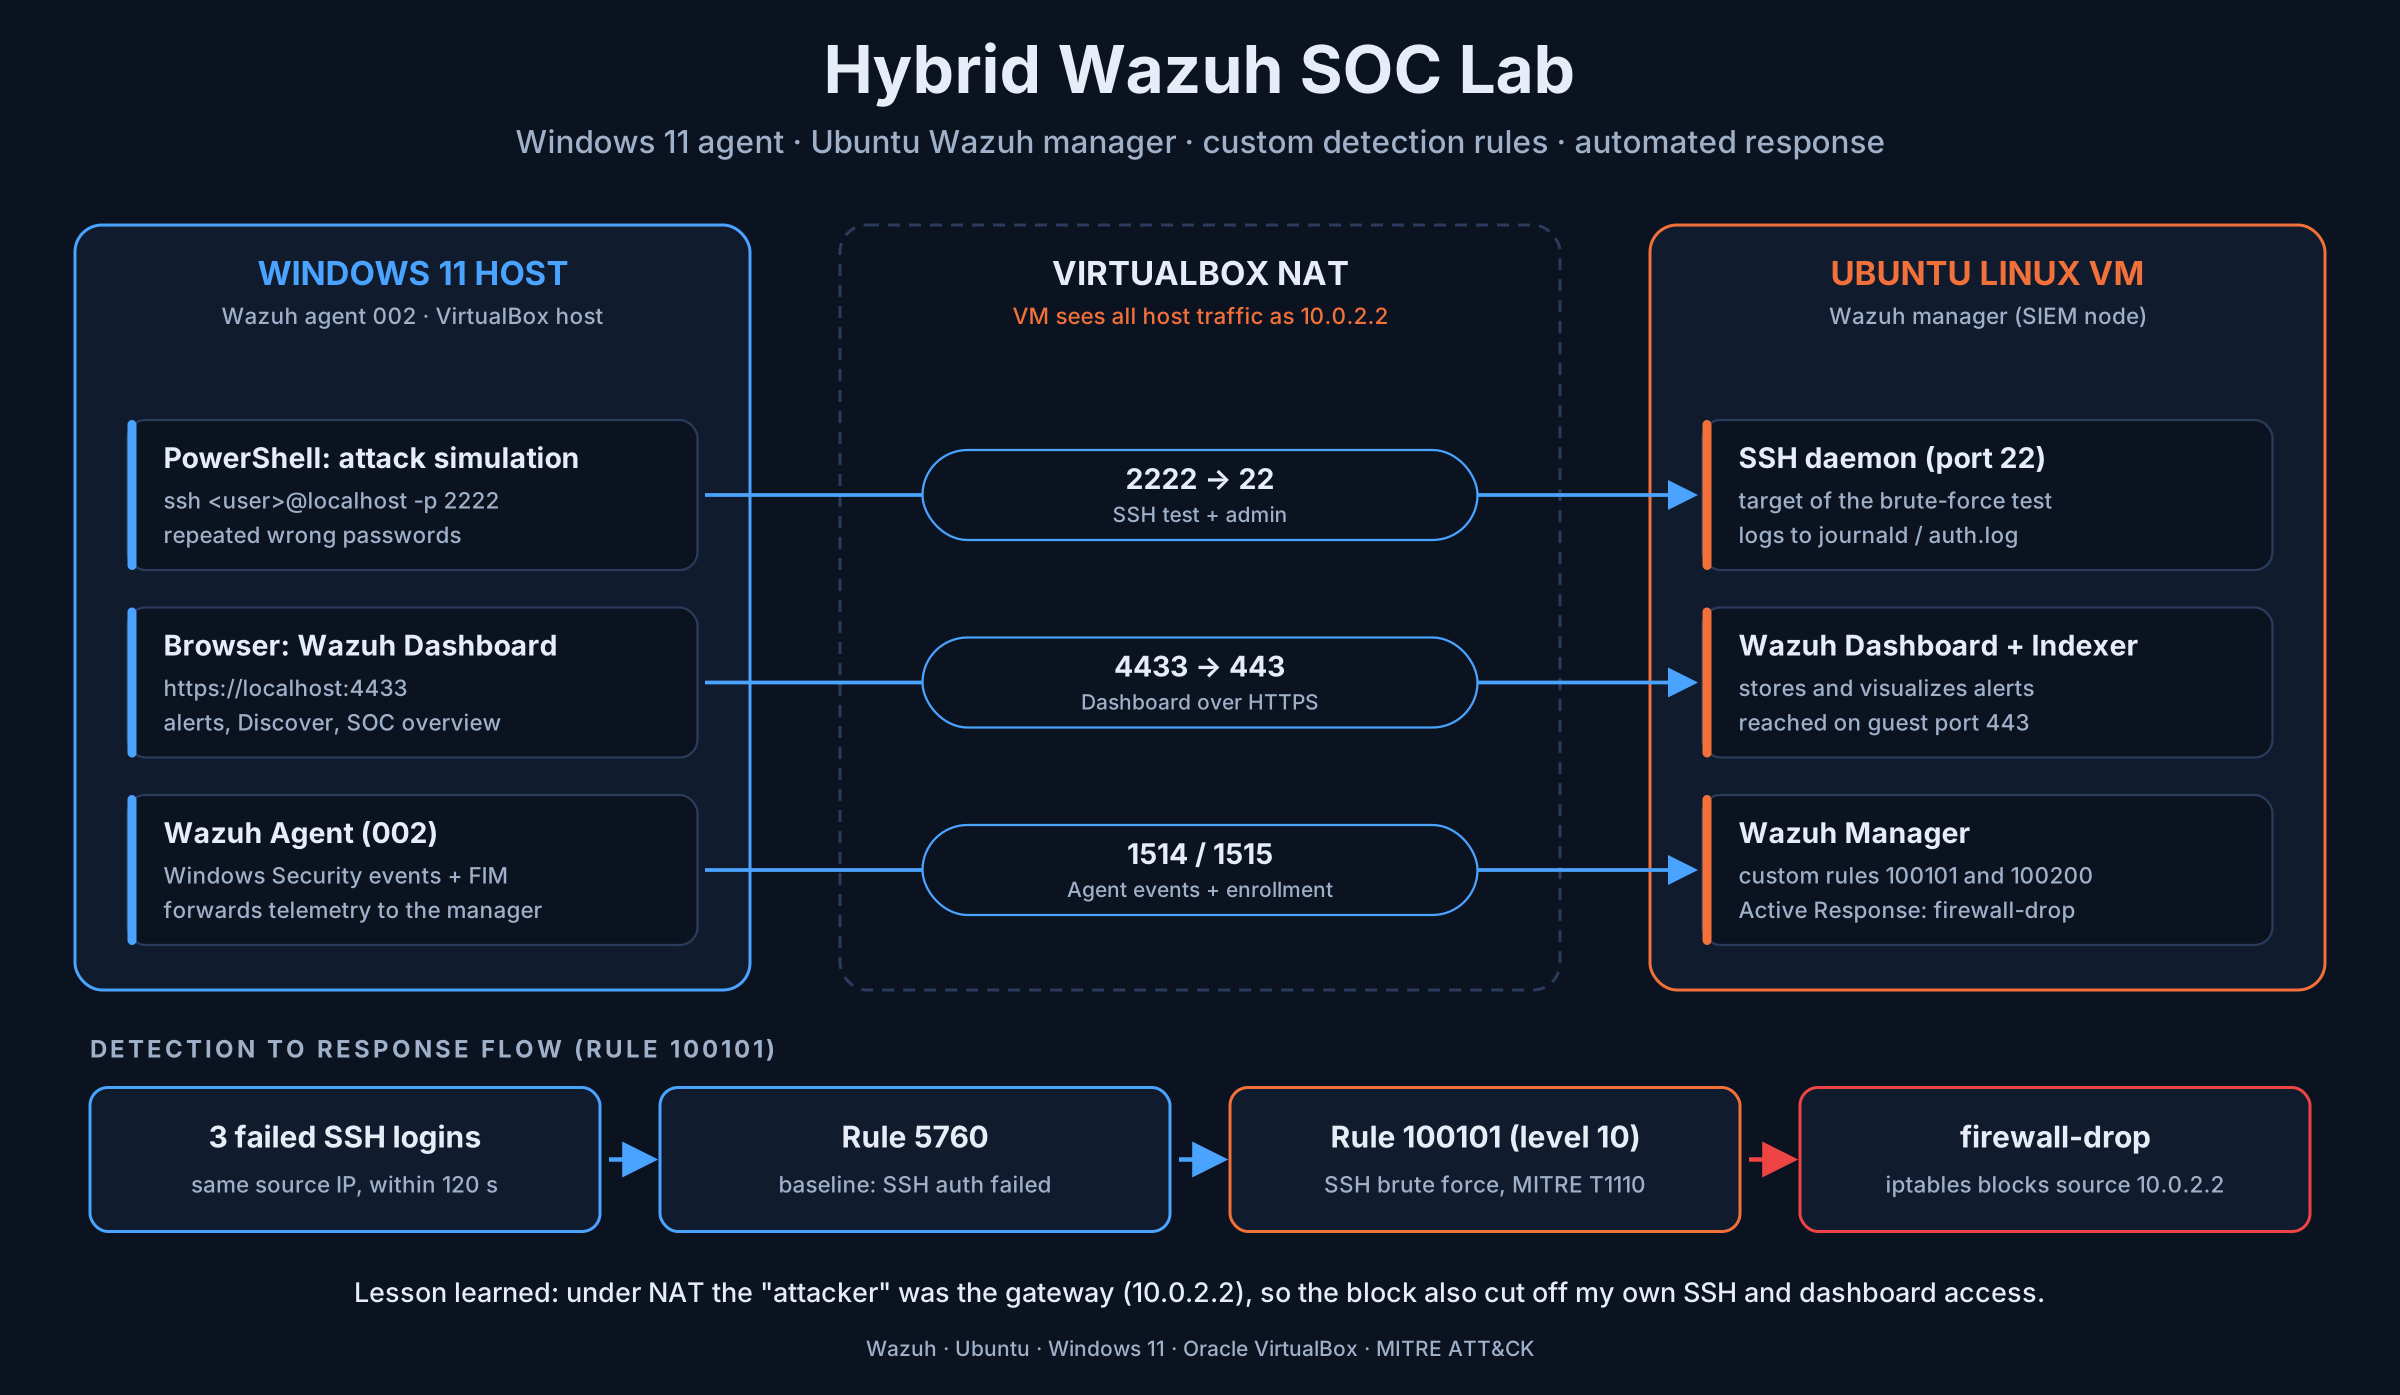 Hybrid Wazuh SOC Lab
Windows 11 agent · Ubuntu Wazuh manager · custom detection rules · automated response
WINDOWS 11 HOST
Wazuh agent 002 · VirtualBox host
PowerShell: attack simulation
ssh <user>@localhost -p 2222
repeated wrong passwords
Browser: Wazuh Dashboard
https://localhost:4433
alerts, Discover, SOC overview
Wazuh Agent (002)
Windows Security events + FIM
forwards telemetry to the manager
VIRTUALBOX NAT
VM sees all host traffic as 10.0.2.2
2222 → 22
SSH test + admin
4433 → 443
Dashboard over HTTPS
1514 / 1515
Agent events + enrollment
UBUNTU LINUX VM
Wazuh manager (SIEM node)
SSH daemon (port 22)
target of the brute-force test
logs to journald / auth.log
Wazuh Dashboard + Indexer
stores and visualizes alerts
reached on guest port 443
Wazuh Manager
custom rules 100101 and 100200
Active Response: firewall-drop
DETECTION TO RESPONSE FLOW (RULE 100101)
3 failed SSH logins
same source IP, within 120 s
Rule 5760
baseline: SSH auth failed
Rule 100101 (level 10)
SSH brute force, MITRE T1110
firewall-drop
iptables blocks source 10.0.2.2
Lesson learned: under NAT the "attacker" was the gateway (10.0.2.2), so the block also cut off my own SSH and dashboard access.
Wazuh · Ubuntu · Windows 11 · Oracle VirtualBox · MITRE ATT&CK